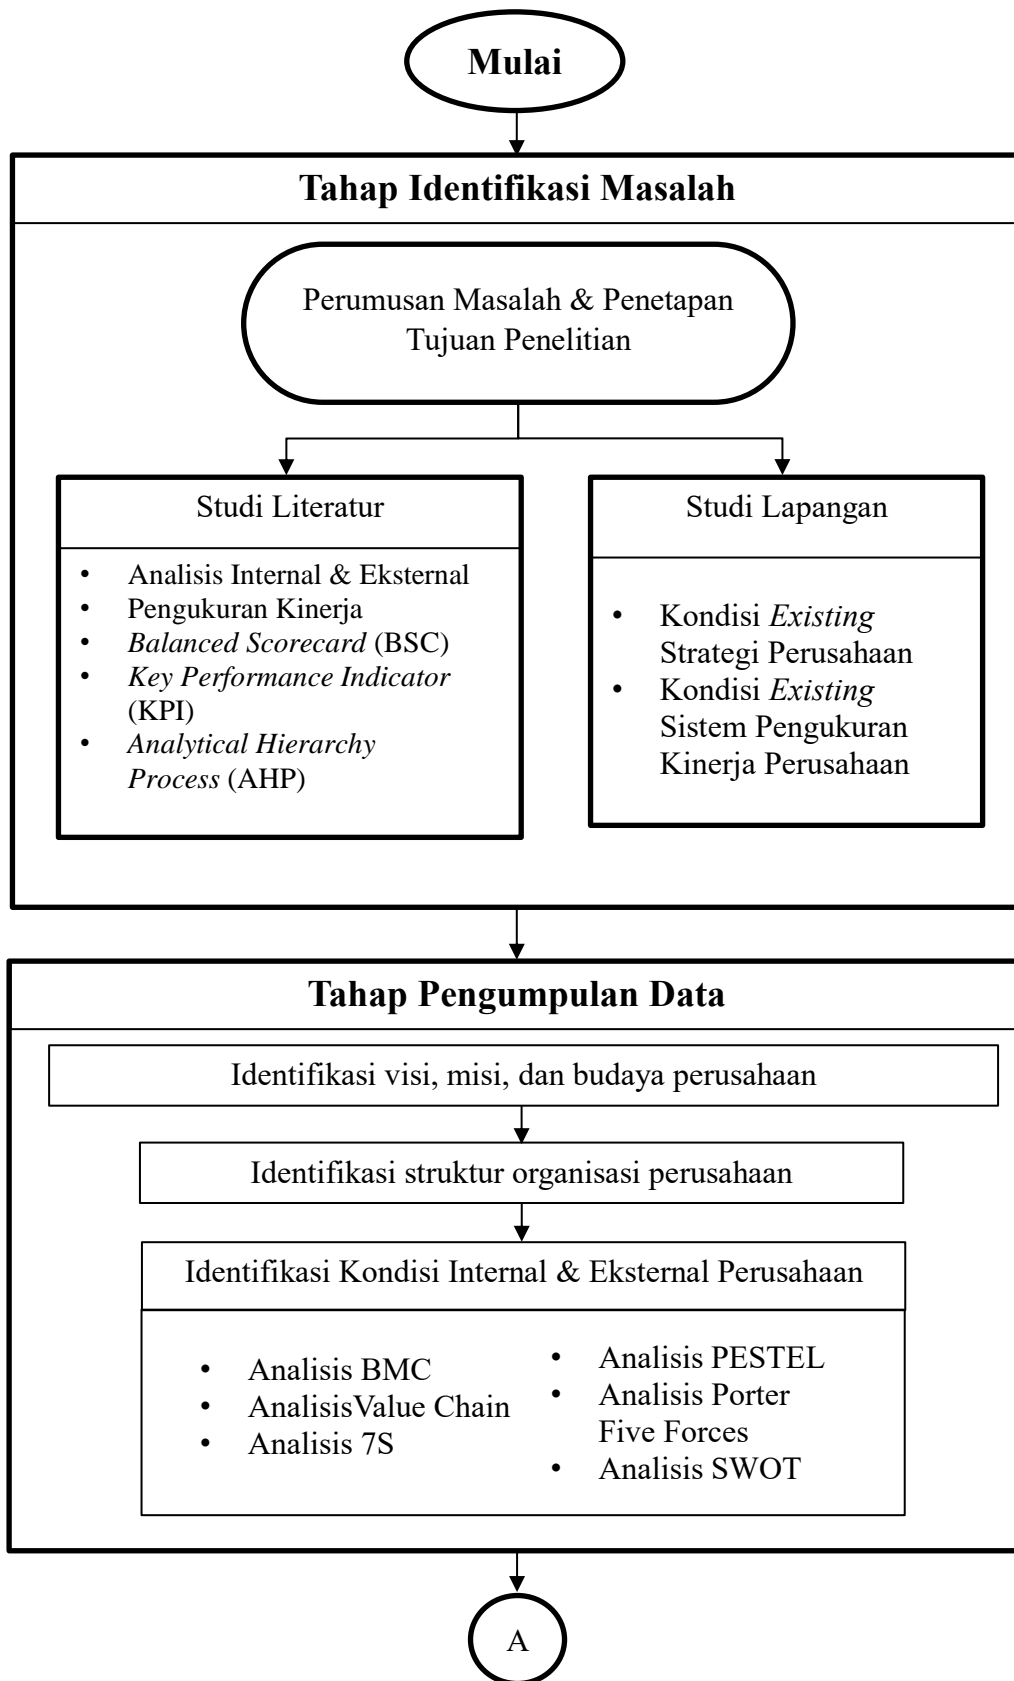 Mulai
Tahap Identifikasi Masalah
Perumusan Masalah & Penetapan
Tujuan Penelitian
Studi Literatur
• Analisis Internal & Eksternal
• Pengukuran Kinerja
• Balanced Scorecard (BSC)
• Key Performance Indicator
(KPI)
• Analytical Hierarchy
Process (AHP)
Studi Lapangan
• Kondisi Existing
Strategi Perusahaan
• Kondisi Existing
Sistem Pengukuran
Kinerja Perusahaan
Tahap Pengumpulan Data
Identifikasi visi, misi, dan budaya perusahaan
Identifikasi struktur organisasi perusahaan
Identifikasi Kondisi Internal & Eksternal Perusahaan
• Analisis BMC
• AnalisisValue Chain
• Analisis 7S
• Analisis PESTEL
• Analisis Porter
Five Forces
• Analisis SWOT
A